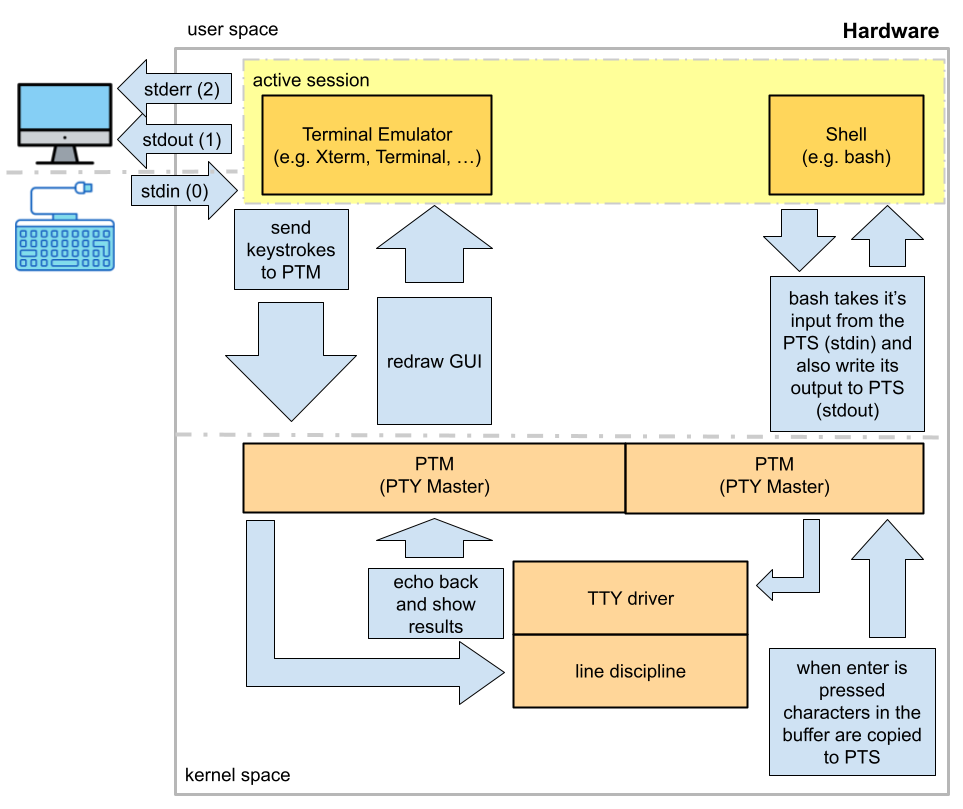 user space
Hardware
active session
stderr (2)
stdout (1)
stdin (0)
Terminal Emulator
(e.g. Xterm, Terminal, …)
Shell
(e.g. bash)
send
keystrokes
to PTM
redraw GUI
bash takes it’s
input from the
PTS (stdin) and
also write its
output to PTS
(stdout)
PTM
(PTY Master)
PTM
(PTY Master)
echo back
and show
results
TTY driver
line discipline
when enter is
pressed
characters in the
buffer are copied
to PTS
kernel space